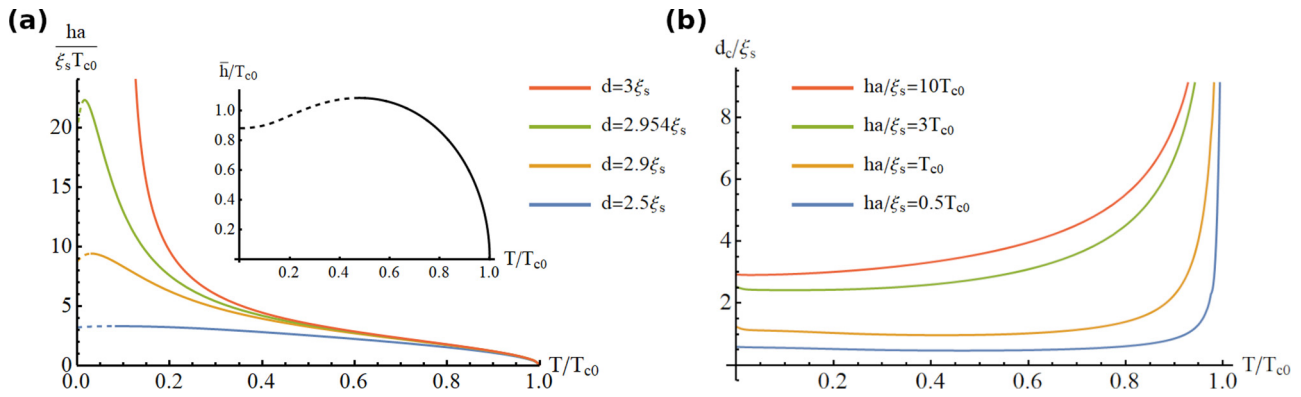 (a)
ha
ξsTc0
20
15
10
5
0
0.0 0.2 0.4 0.6 0.8 1.0 T/Tc0
h̄/Tc0
1.0
0.8
0.6
0.4
0.2
0.2 0.4 0.6 0.8 1.0 T/Tc0
d=3ξs
d=2.954ξs
d=2.9ξs
d=2.5ξs
(b)
dc/ξs
8
6
4
2
0.2 0.4 0.6 0.8 1.0 T/Tc0
ha/ξs=10Tc0
ha/ξs=3Tc0
ha/ξs=Tc0
ha/ξs=0.5Tc0